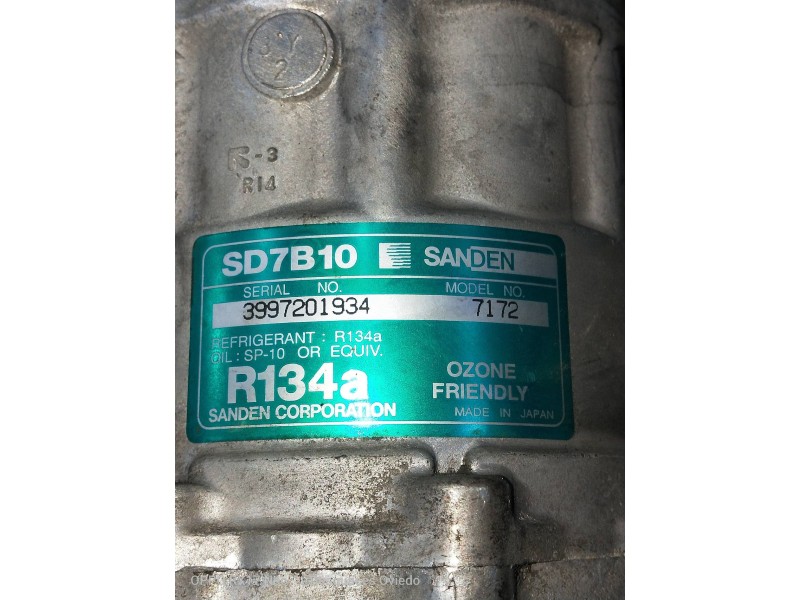 2
-3
R14
SD7B10 SANDEN
SERIAL NO. MODEL NO.
3997201934 7172
REFRIGERANT : R134a
OIL : SP-10 OR EQUIV.
R134a OZONE FRIENDLY
SANDEN CORPORATION MADE IN JAPAN
Oviedo